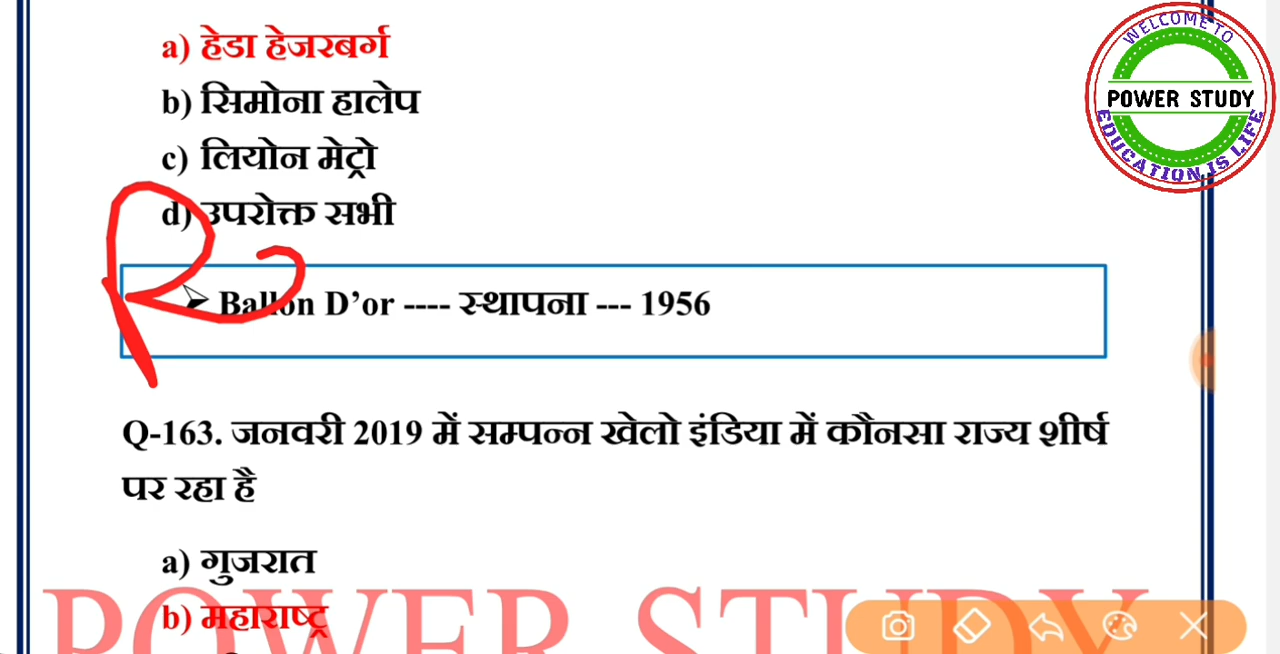 a) हेडा हेजरबर्ग
b) सिमोना हालेप
c) लियोन मेट्रो
d) उपरोक्त सभी
➢ Ballon D’or ---- स्थापना --- 1956
Q-163. जनवरी 2019 में सम्पन्न खेलो इंडिया में कौनसा राज्य शीर्ष
पर रहा है
a) गुजरात
b) महाराष्ट्र
WELCOME TO
POWER STUDY
EDUCATION IS LIFE
POWER STUDY